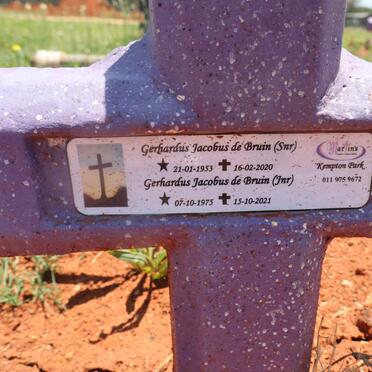 Gerhardus Jacobus de Bruin (Snr)
★ 21-01-1953 ✝ 16-02-2020
Gerhardus Jacobus de Bruin (Jnr)
★ 07-10-1975 ✝ 15-10-2021
Martin's
Kempton Park
011 975 9672